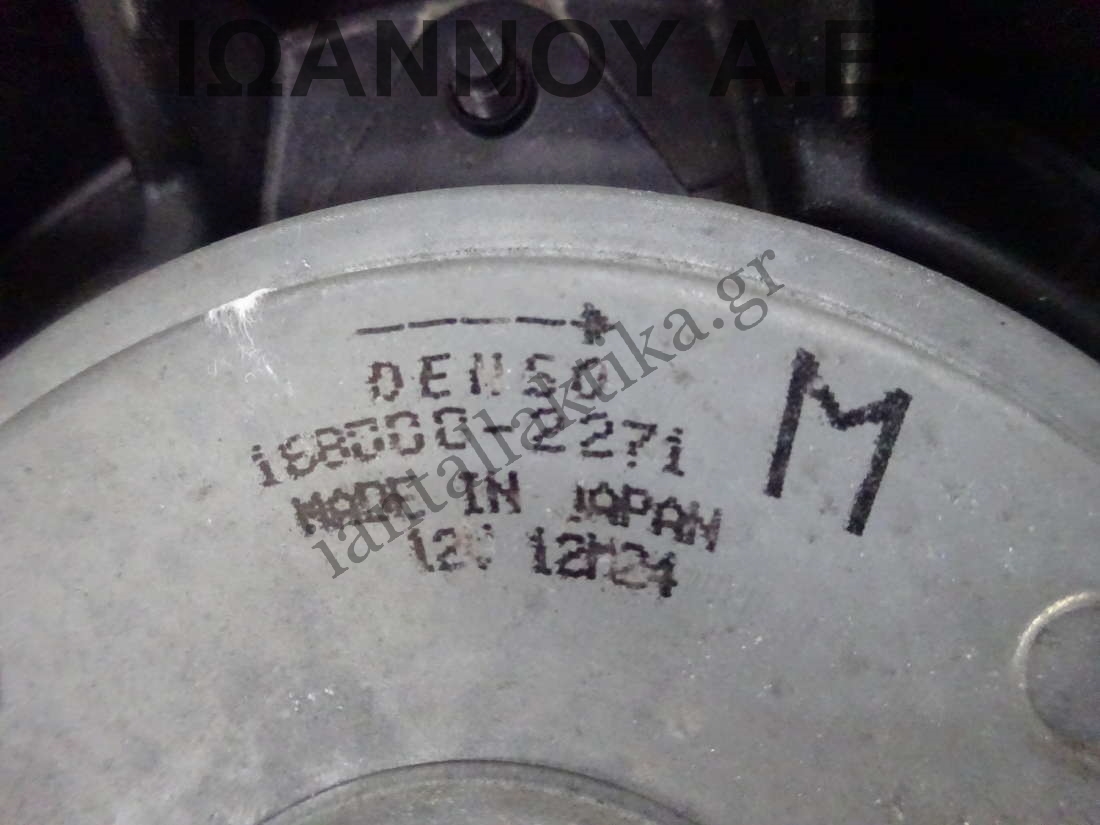 ΙΩΑΝΝΟΥ Α.Ε.
DENSO
168000-2271
MADE IN JAPAN
12V 12H24
M
iantallaktika.gr